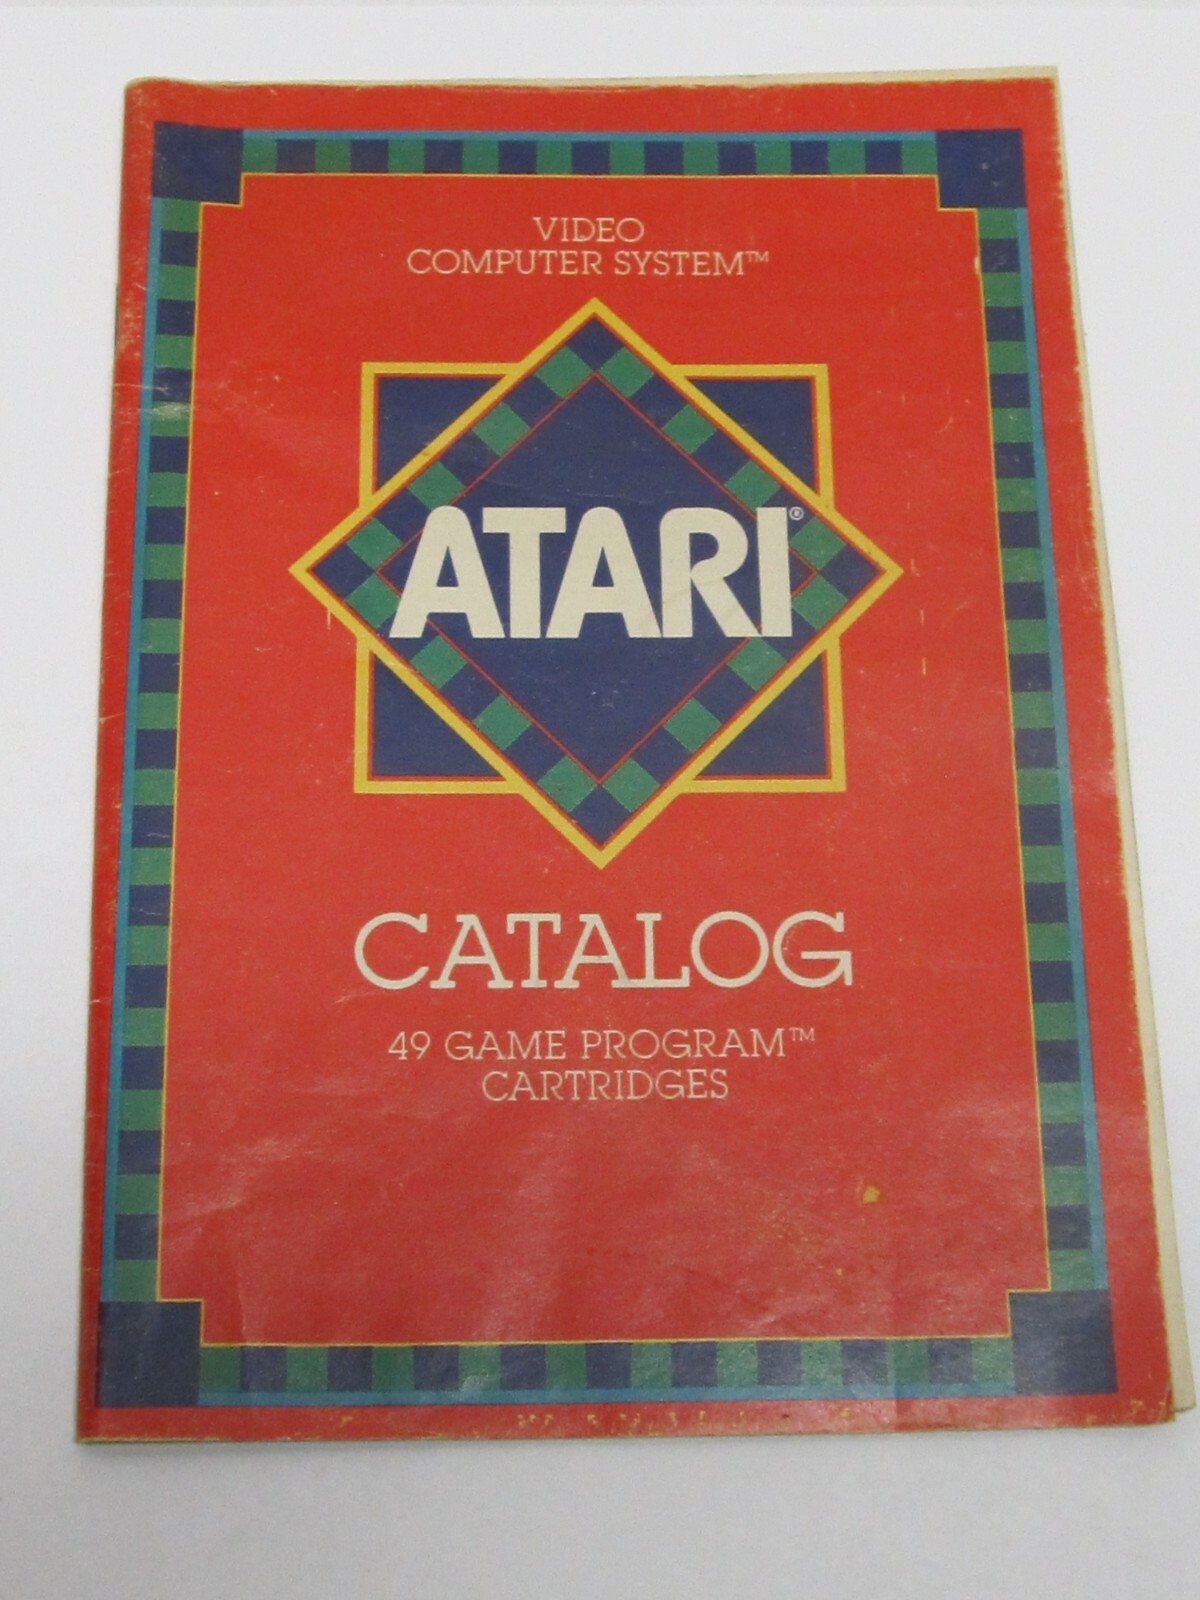 VIDEO
COMPUTER SYSTEM™
ATARI®
CATALOG
49 GAME PROGRAM™
CARTRIDGES